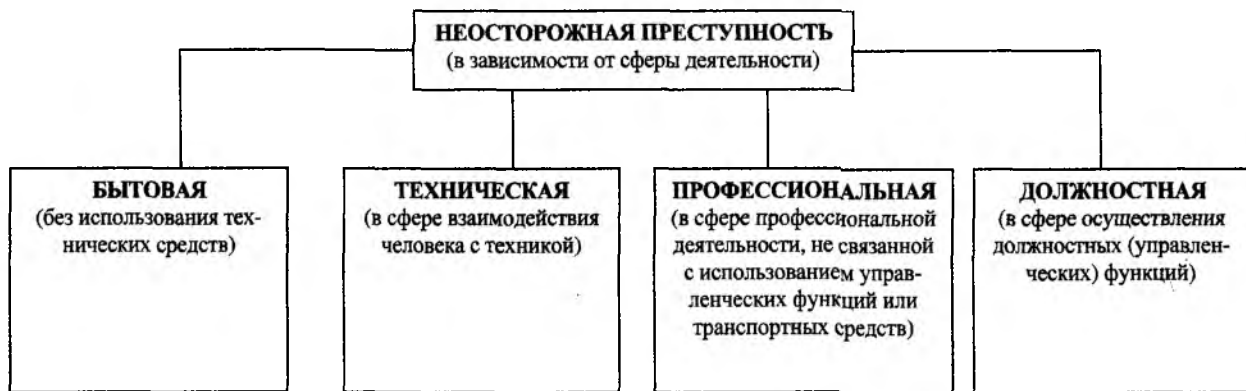 НЕОСТОРОЖНАЯ ПРЕСТУПНОСТЬ
(в зависимости от сферы деятельности)
БЫТОВАЯ
(без использования тех-
нических средств)
ТЕХНИЧЕСКАЯ
(в сфере взаимодействия
человека с техникой)
ПРОФЕССИОНАЛЬНАЯ
(в сфере профессиональной
деятельности, не связанной
с использованием управ-
ленческих функций или
транспортных средств)
ДОЛЖНОСТНАЯ
(в сфере осуществления
должностных (управлен-
ческих) функций)